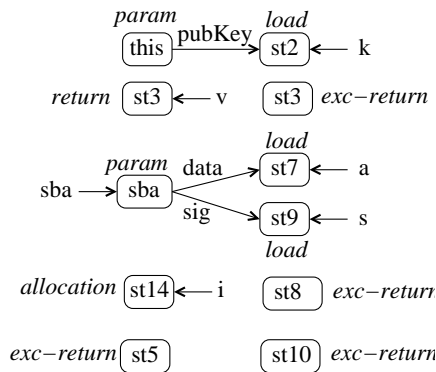 param load
this pubKey st2 k
return st3 v st3 exc−return
load
param data st7 a
sba sba
sig st9 s
load
allocation st14 i st8 exc−return
exc−return st5 st10 exc−return